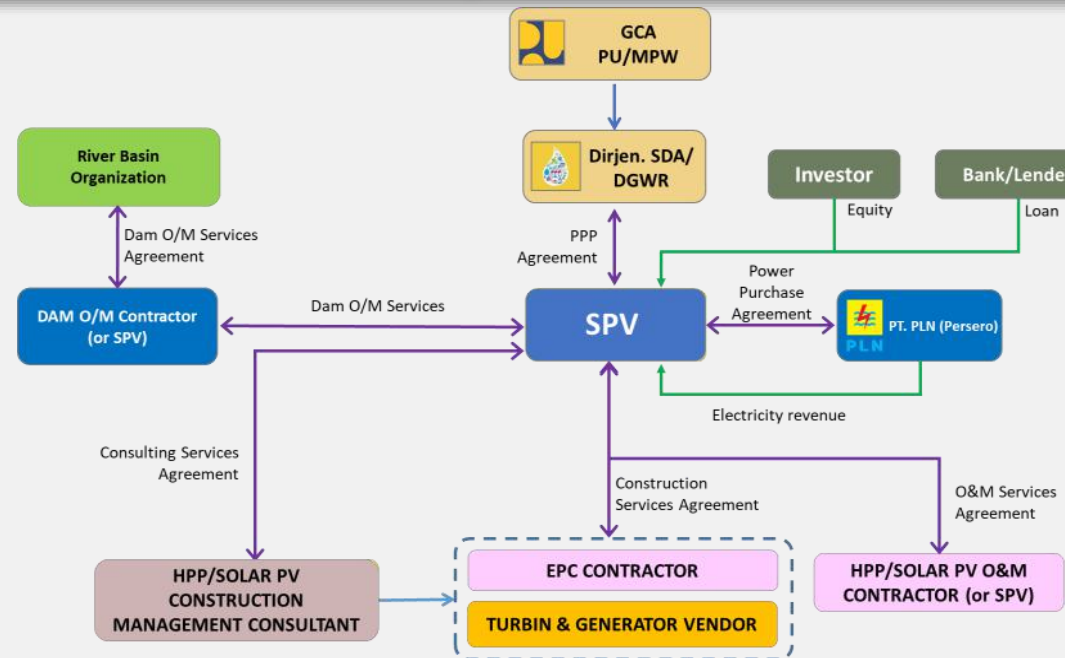 GCA
PU/MPW
River Basin
Organization
Dirjen. SDA/
DGWR
Investor
Bank/Lende
Equity
Loan
Dam O/M Services
Agreement
PPP
Agreement
Power
Purchase
Agreement
DAM O/M Contractor
(or SPV)
Dam O/M Services
SPV
PLN
PT. PLN (Persero)
Electricity revenue
Consulting Services
Agreement
Construction
Services Agreement
O&M Services
Agreement
HPP/SOLAR PV
CONSTRUCTION
MANAGEMENT CONSULTANT
EPC CONTRACTOR
TURBIN & GENERATOR VENDOR
HPP/SOLAR PV O&M
CONTRACTOR (or SPV)